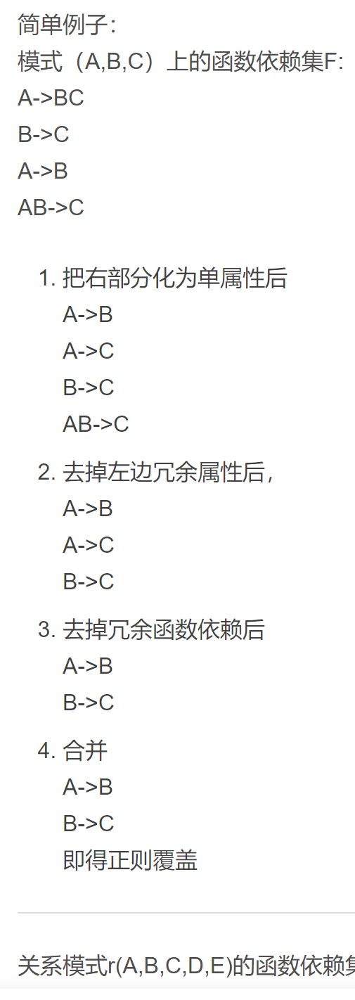 简单例子：
模式（A,B,C）上的函数依赖集F:
A->BC
B->C
A->B
AB->C
1. 把右部分化为单属性后
A->B
A->C
B->C
AB->C
2. 去掉左边冗余属性后，
A->B
A->C
B->C
3. 去掉冗余函数依赖后
A->B
B->C
4. 合并
A->B
B->C
即得正则覆盖
关系模式r(A,B,C,D,E)的函数依赖